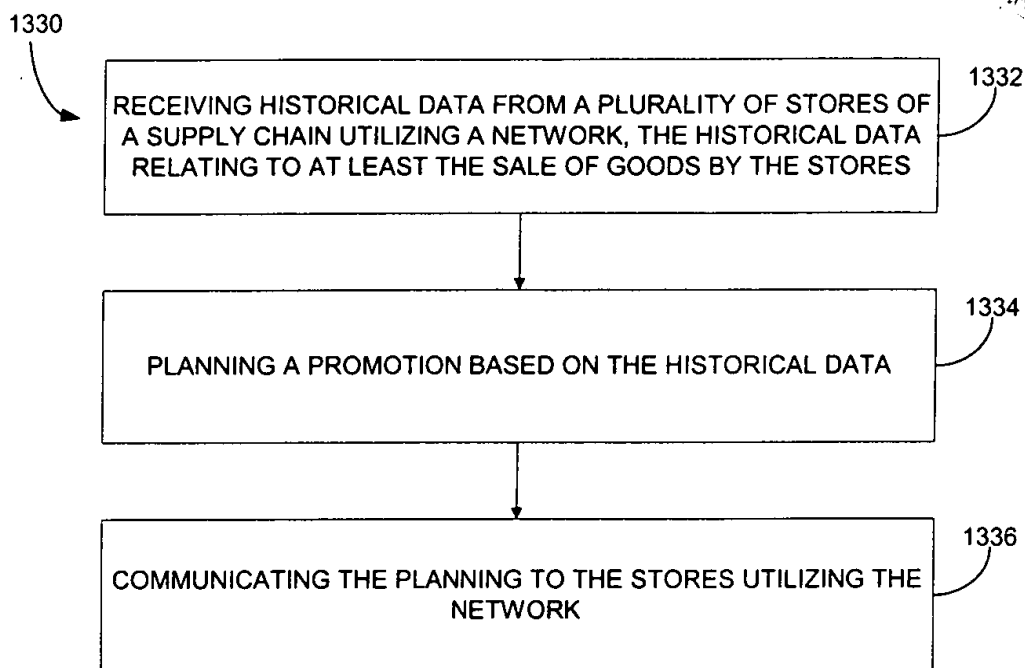 1330
1332
RECEIVING HISTORICAL DATA FROM A PLURALITY OF STORES OF
A SUPPLY CHAIN UTILIZING A NETWORK, THE HISTORICAL DATA
RELATING TO AT LEAST THE SALE OF GOODS BY THE STORES
1334
PLANNING A PROMOTION BASED ON THE HISTORICAL DATA
1336
COMMUNICATING THE PLANNING TO THE STORES UTILIZING THE
NETWORK